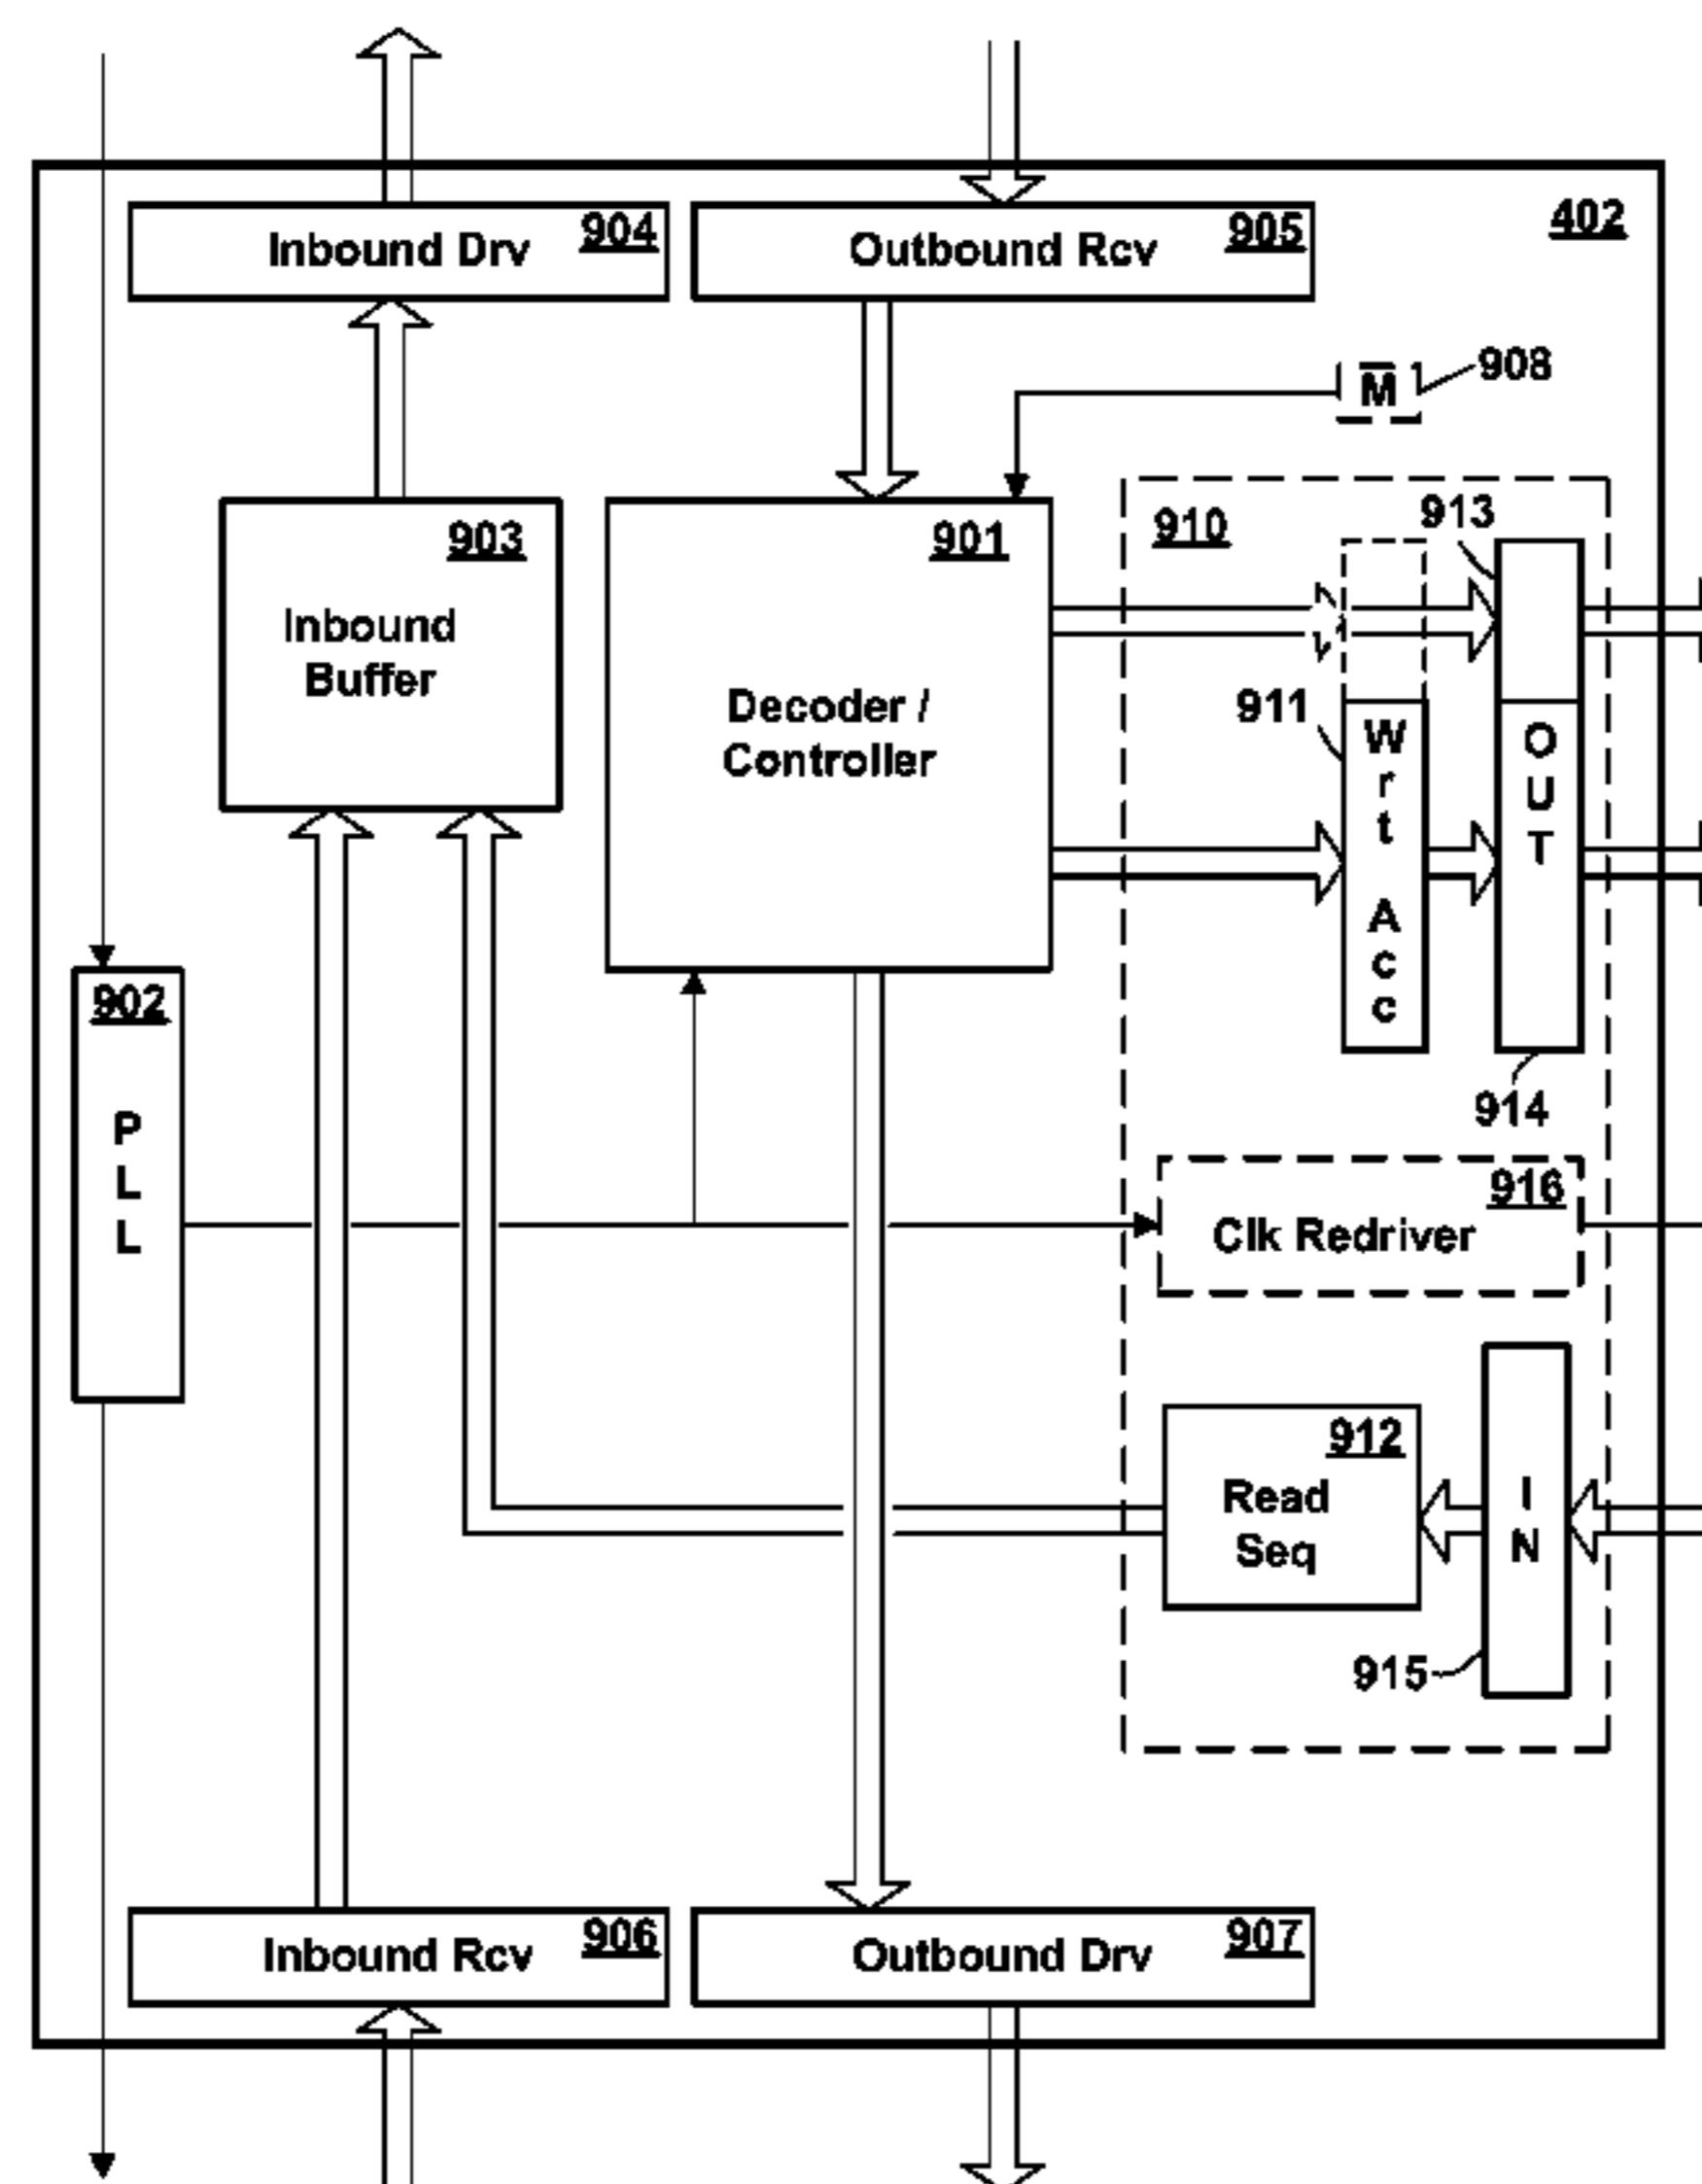 904
Inbound Drv
905
Outbound Rcv
402
M
908
903
Inbound
Buffer
901
Decoder /
Controller
910
913
911
W
r
t
A
c
c
O
U
T
914
902
P
L
L
916
Clk Redriver
912
Read
Seq
I
N
915
906
Inbound Rcv
907
Outbound Drv